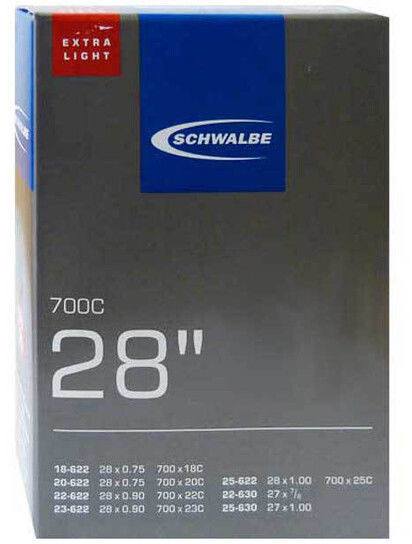 EXTRA
LIGHT
SCHWALBE
700C
28"
18-622 28 x 0.75 700 x 18C
20-622 28 x 0.75 700 x 20C 25-622 28 x 1.00 700 x 25C
22-622 28 x 0.90 700 x 22C 22-630 27 x 7/8
23-622 28 x 0.90 700 x 23C 25-630 27 x 1.00